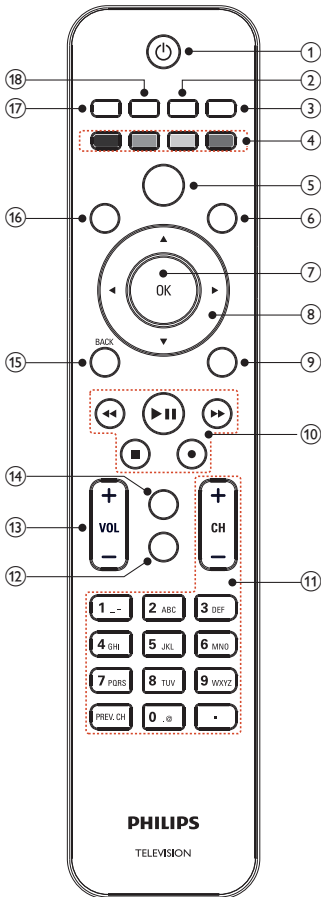 1
18
2
17
3
4
5
16
6
7
OK
8
BACK
15
9
10
14
13
+ VOL −
+ CH −
12
11
1 _-
2 ABC
3 DEF
4 GHI
5 JKL
6 MNO
7 PQRS
8 TUV
9 WXYZ
PREV. CH
0 .@
.
PHILIPS
TELEVISION